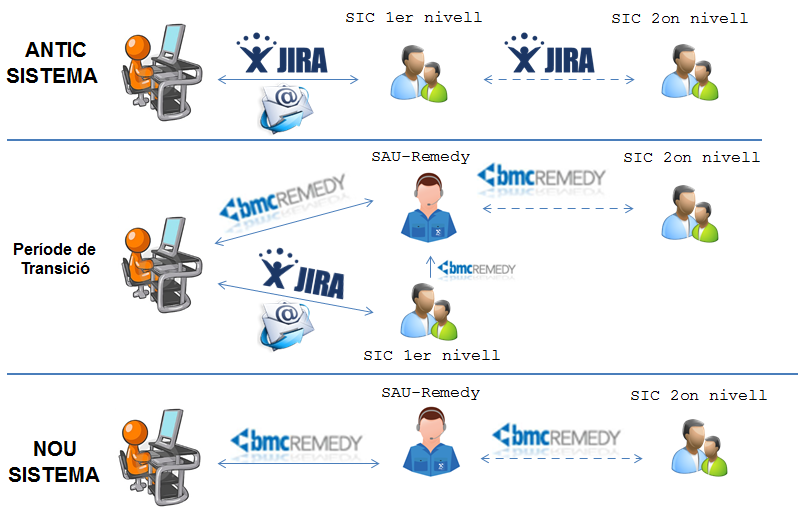 SIC 1er nivell
SIC 2on nivell
ANTIC
SISTEMA
JIRA
JIRA
@
SAU-Remedy
SIC 2on nivell
bmcREMEDY
bmcREMEDY
Període de
Transició
JIRA
bmcREMEDY
@
SIC 1er nivell
SAU-Remedy
SIC 2on nivell
NOU
SISTEMA
bmcREMEDY
bmcREMEDY